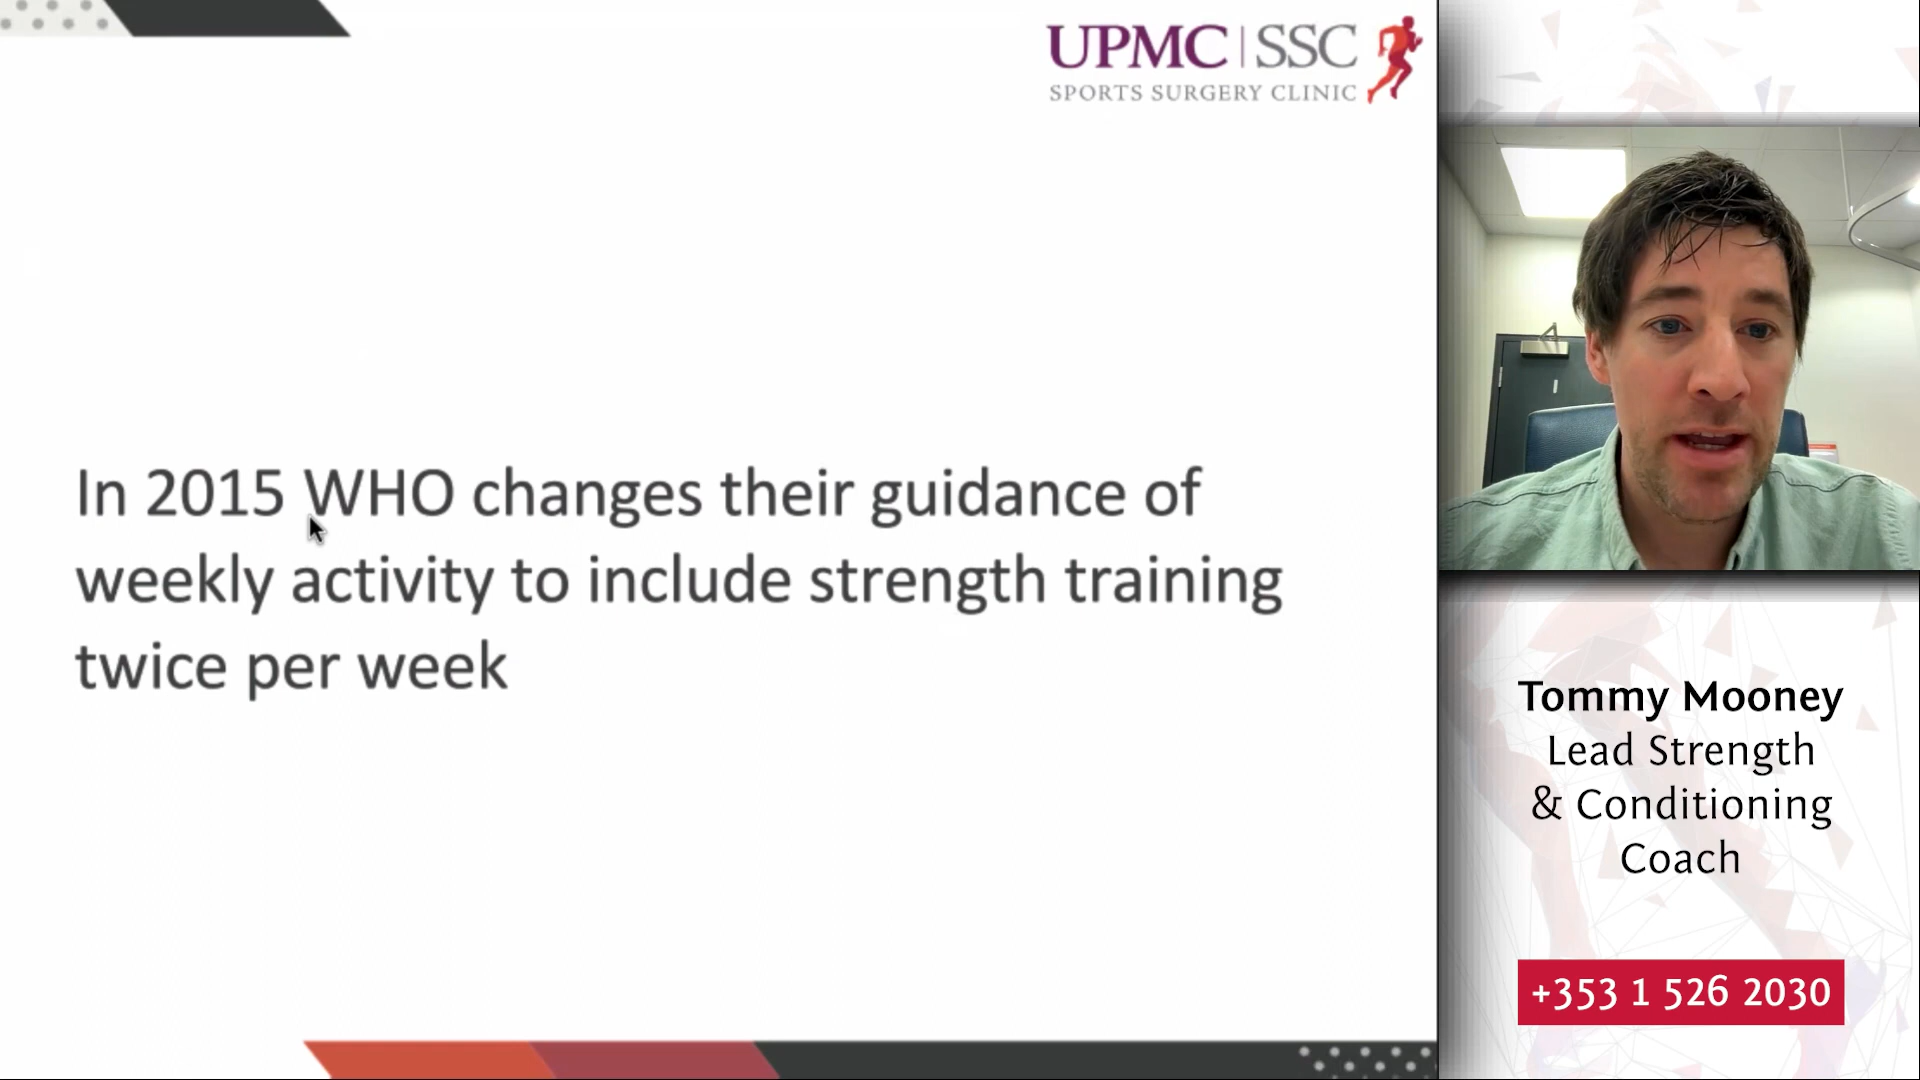 UPMC | SSC
SPORTS SURGERY CLINIC
In 2015 WHO changes their guidance of
weekly activity to include strength training
twice per week
Tommy Mooney
Lead Strength
& Conditioning
Coach
+353 1 526 2030